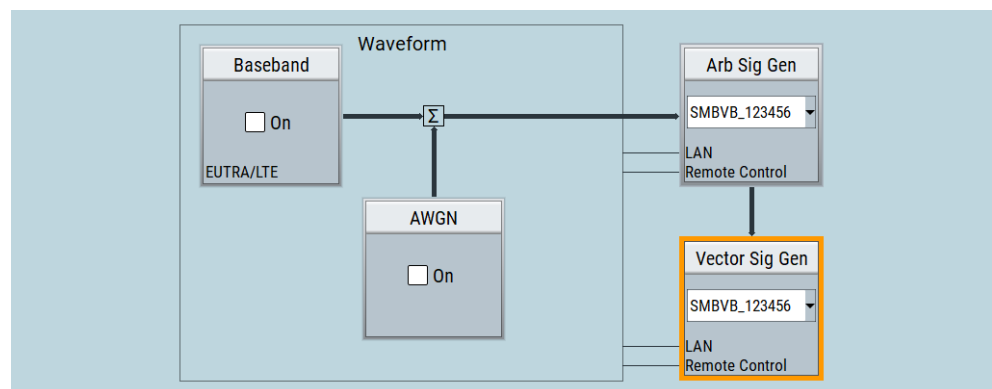 Waveform
Baseband
On
EUTRA/LTE
Σ
AWGN
On
Arb Sig Gen
SMBVB_123456
LAN
Remote Control
Vector Sig Gen
SMBVB_123456
LAN
Remote Control